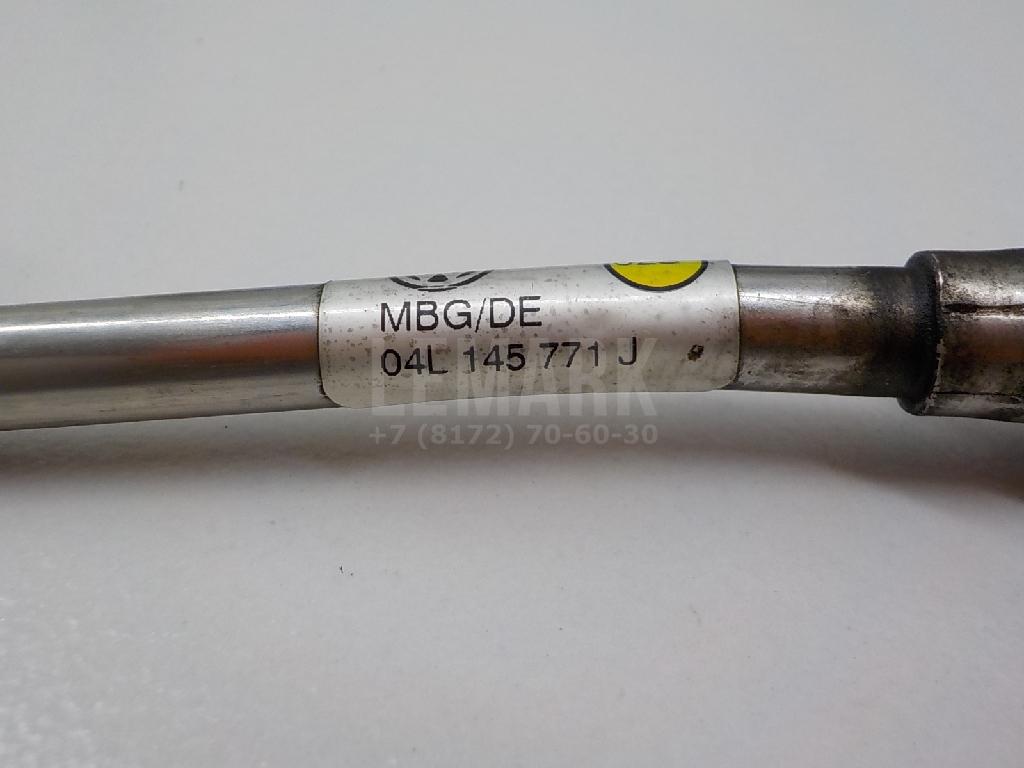 MBG/DE
04L 145 771 J
LEMARK
+7 (8172) 70-60-30